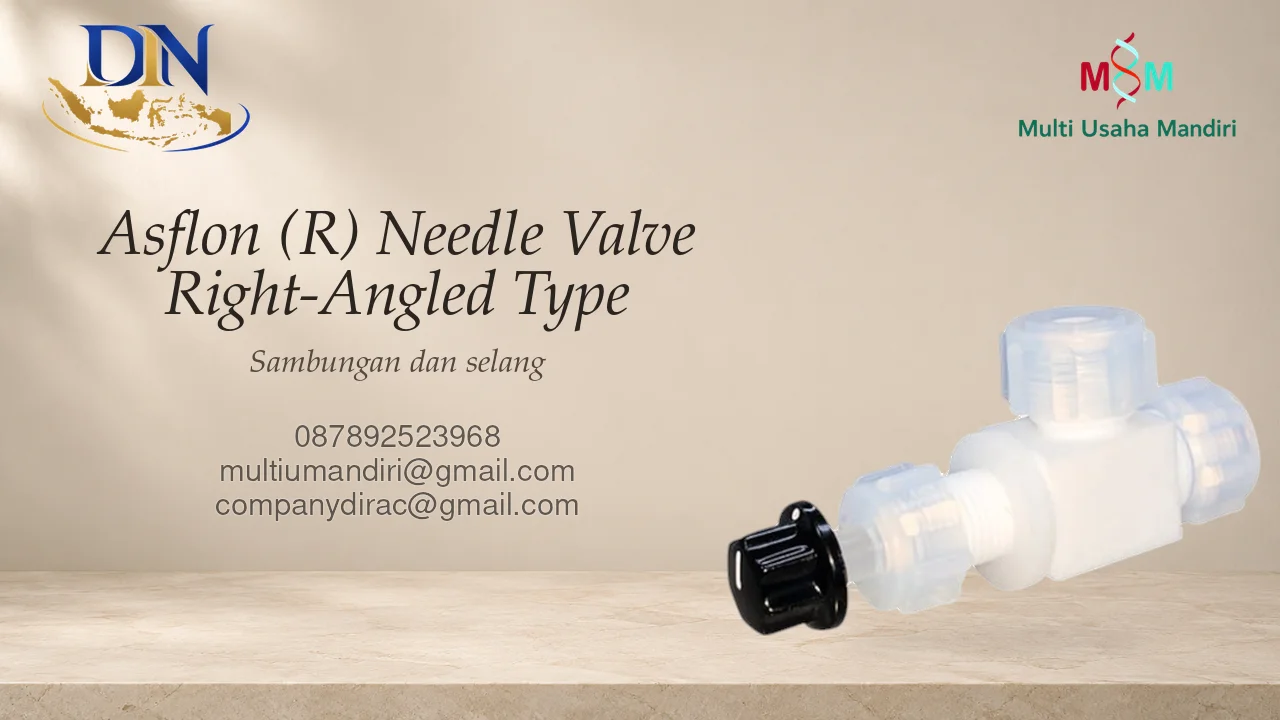 DN
M M
Multi Usaha Mandiri
Asflon (R) Needle Valve
Right-Angled Type
Sambungan dan selang
087892523968
multiumandiri@gmail.com
companydirac@gmail.com